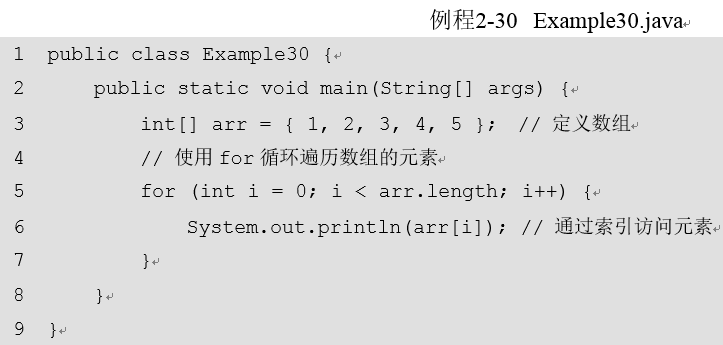 例程2-30 Example30.java
1 public class Example30 {
2     public static void main(String[] args) {
3         int[] arr = { 1, 2, 3, 4, 5 }; // 定义数组
4         // 使用 for 循环遍历数组的元素
5         for (int i = 0; i < arr.length; i++) {
6             System.out.println(arr[i]); // 通过索引访问元素
7         }
8     }
9 }